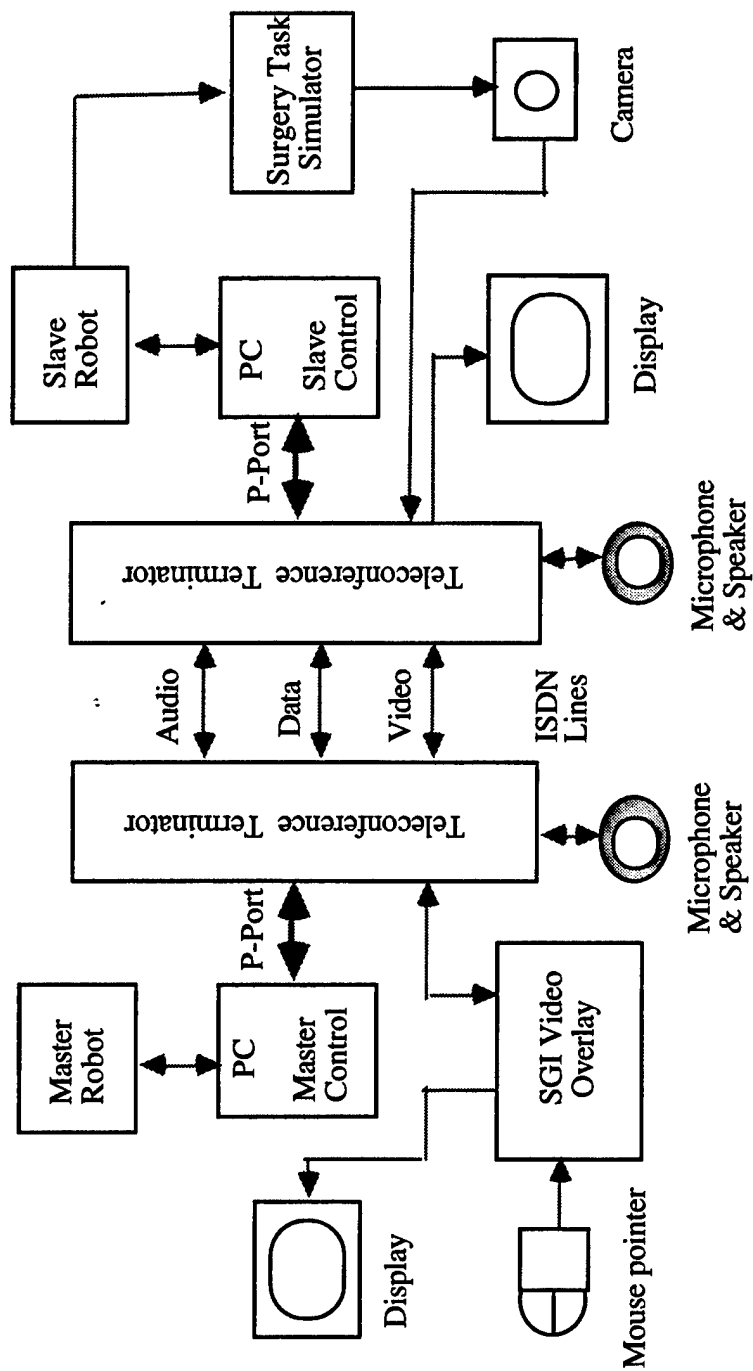 Master
Robot
PC
Master
Control
P-Port
Display
Mouse pointer
SGI Video
Overlay
Teleconference Terminator
Microphone
& Speaker
Audio
Data
Video
ISDN
Lines
Teleconference Terminator
Microphone
& Speaker
P-Port
Slave
Robot
PC
Slave
Control
Display
Surgery Task
Simulator
Camera